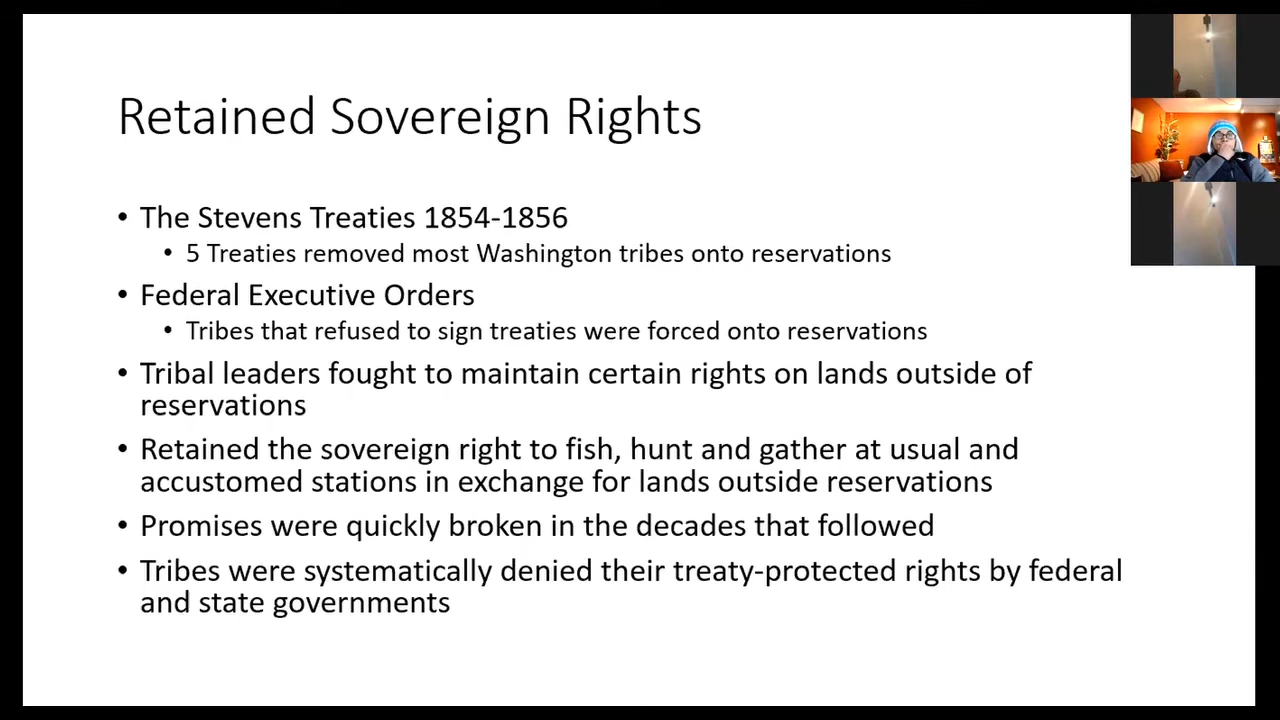 Retained Sovereign Rights
• The Stevens Treaties 1854-1856
• 5 Treaties removed most Washington tribes onto reservations
• Federal Executive Orders
• Tribes that refused to sign treaties were forced onto reservations
• Tribal leaders fought to maintain certain rights on lands outside of
reservations
• Retained the sovereign right to fish, hunt and gather at usual and
accustomed stations in exchange for lands outside reservations
• Promises were quickly broken in the decades that followed
• Tribes were systematically denied their treaty-protected rights by federal
and state governments